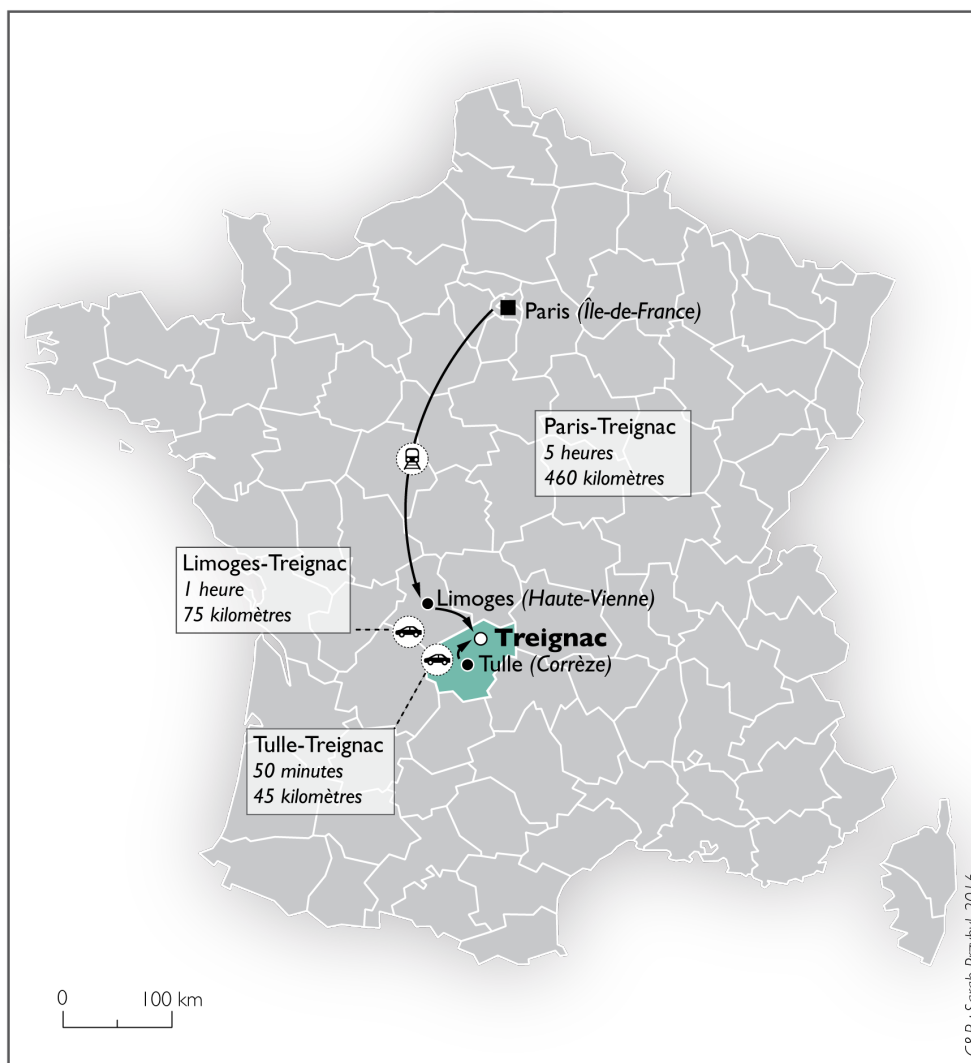 Paris (Île-de-France)
Paris-Treignac
5 heures
460 kilomètres
Limoges-Treignac
1 heure
75 kilomètres
Limoges (Haute-Vienne)
Treignac
Tulle (Corrèze)
Tulle-Treignac
50 minutes
45 kilomètres
0 100 km